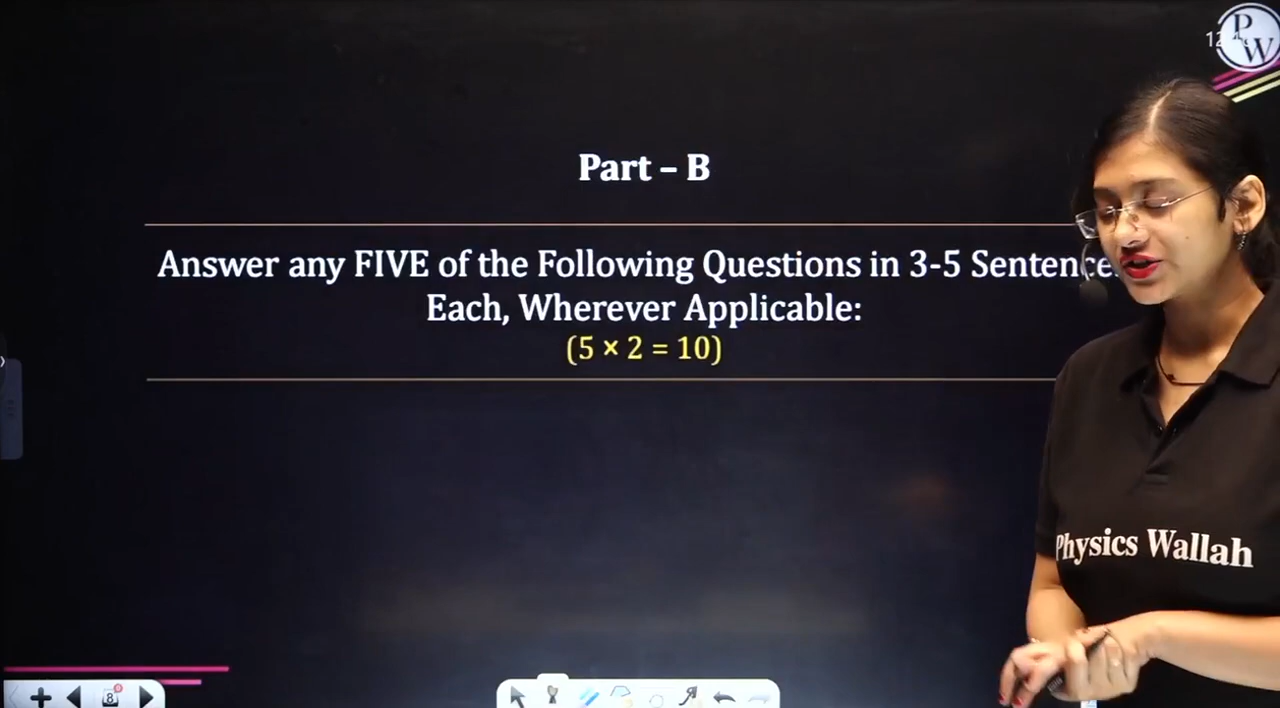 P
W
Part – B
Answer any FIVE of the Following Questions in 3-5 Sentence
Each, Wherever Applicable:
(5 × 2 = 10)
Physics Wallah
8